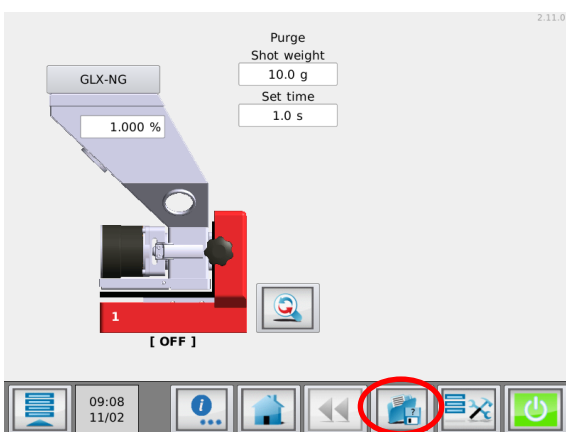 2.11.0
Purge
Shot weight
10.0 g
Set time
1.0 s
GLX-NG
1.000 %
1
[ OFF ]
09:08
11/02
i
?